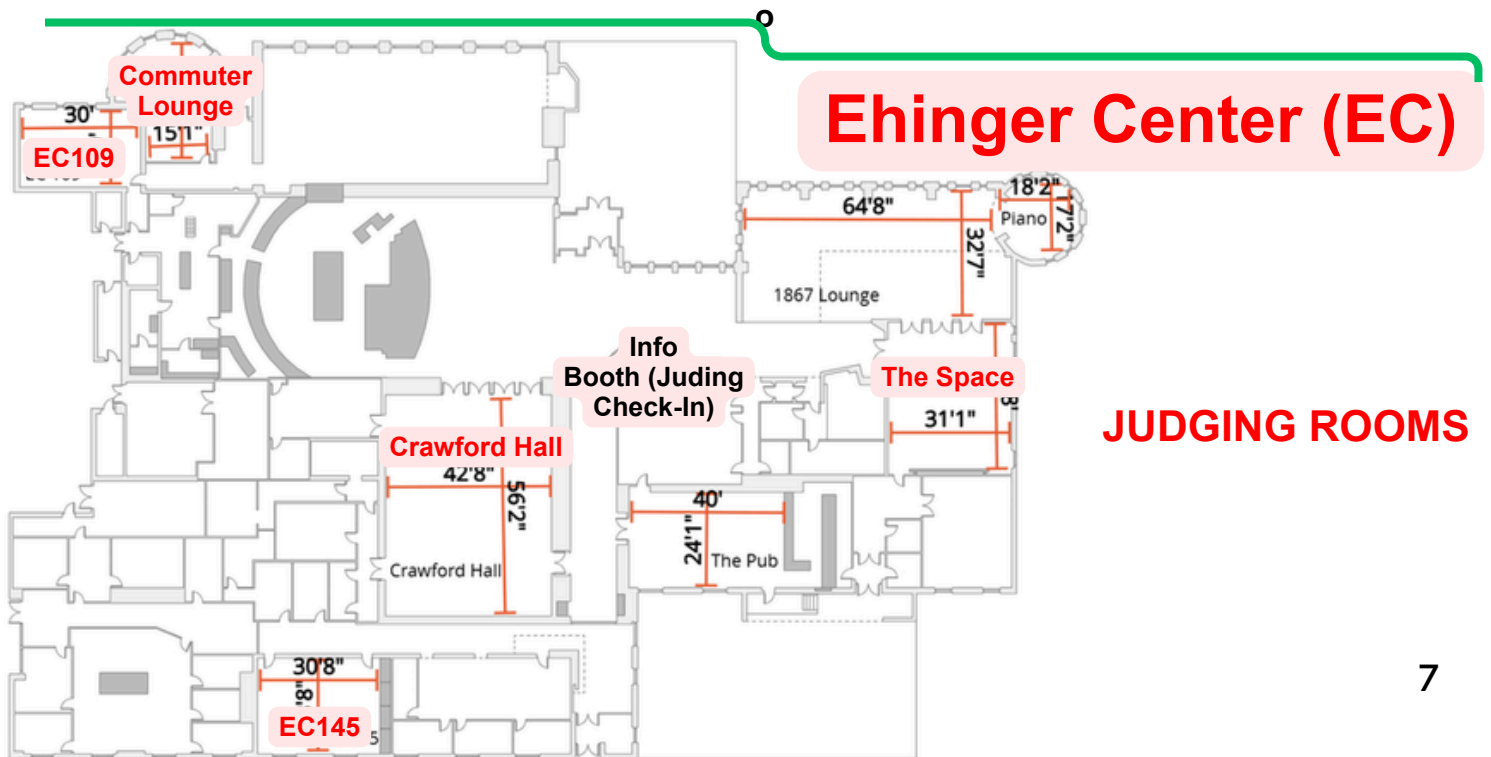 o
Ehinger Center (EC)
Commuter
Lounge
30'
15'1"
EC109
18'2"
17'2"
Piano
64'8"
32'7"
1867 Lounge
Info
Booth (Juding
Check-In)
The Space
31'1"
JUDGING ROOMS
Crawford Hall
42'8"
56'2"
Crawford Hall
40'
24'1"
The Pub
30'8"
EC145
7